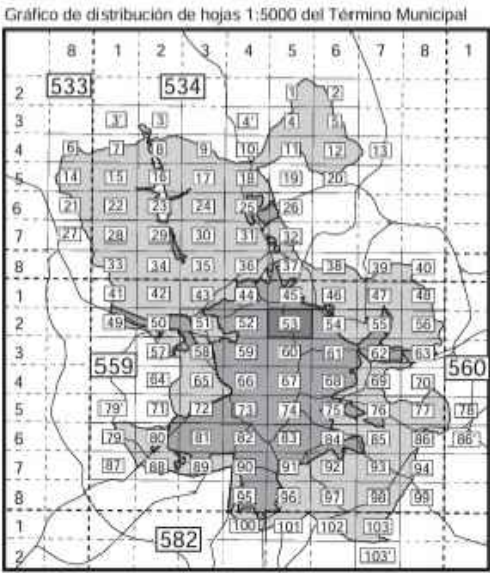 Gráfico de distribución de hojas 1:5000 del Término Municipal
8 1 2 3 4 5 6 7 8 1
533 534
2 1 2
3 3' 3 4' 4 5
4 6 7 8 9 10 11 12 13
5 14 15 16 17 18 19 20
6 21 22 23 24 25 26
7 27 28 29 30 31 32
8 33 34 35 36 37 38 39 40
1 41 42 43 44 45 46 47 48
2 49 50 51 52 53 54 55 56
3 57 58 59 60 61 62 63
559 560
4 64 65 66 67 68 69 70
5 79' 71 72 73 74 75 76 77 78
6 79 80 81 82 83 84 85 86 86'
7 87 88 89 90 91 92 93 94
8 95 96 97 98 99
1 100 101 102 103
582
2 103'